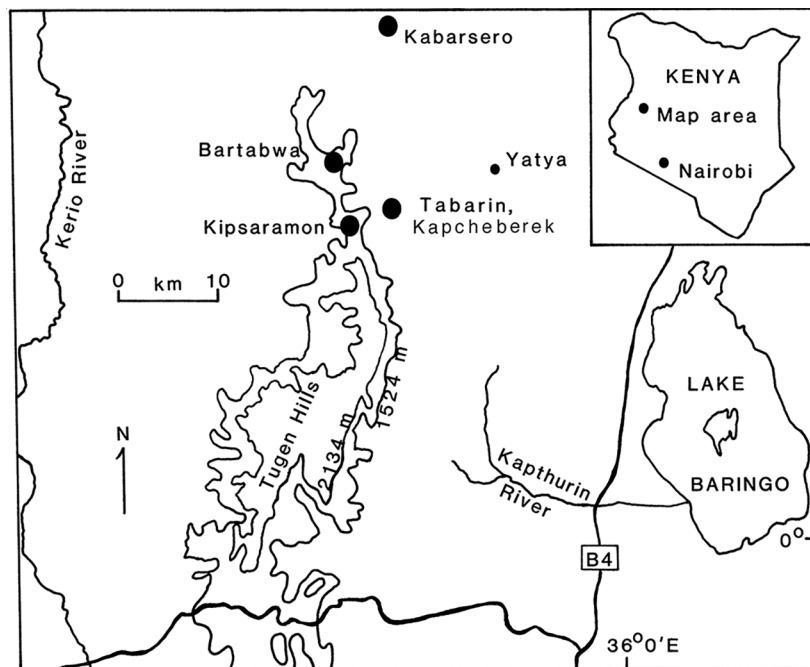 Kabarsero
KENYA
Map area
Nairobi
Bartabwa
Yatya
Kerio River
Tabarin,
Kapcheberek
Kipsaramon
0 km 10
LAKE
BARINGO
1524 m
2134 m
Tugen Hills
N
Kapthurin
River
0°
B4
36°0'E